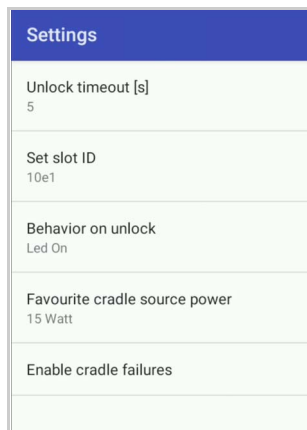 Settings
Unlock timeout [s]
5
Set slot ID
10e1
Behavior on unlock
Led On
Favourite cradle source power
15 Watt
Enable cradle failures